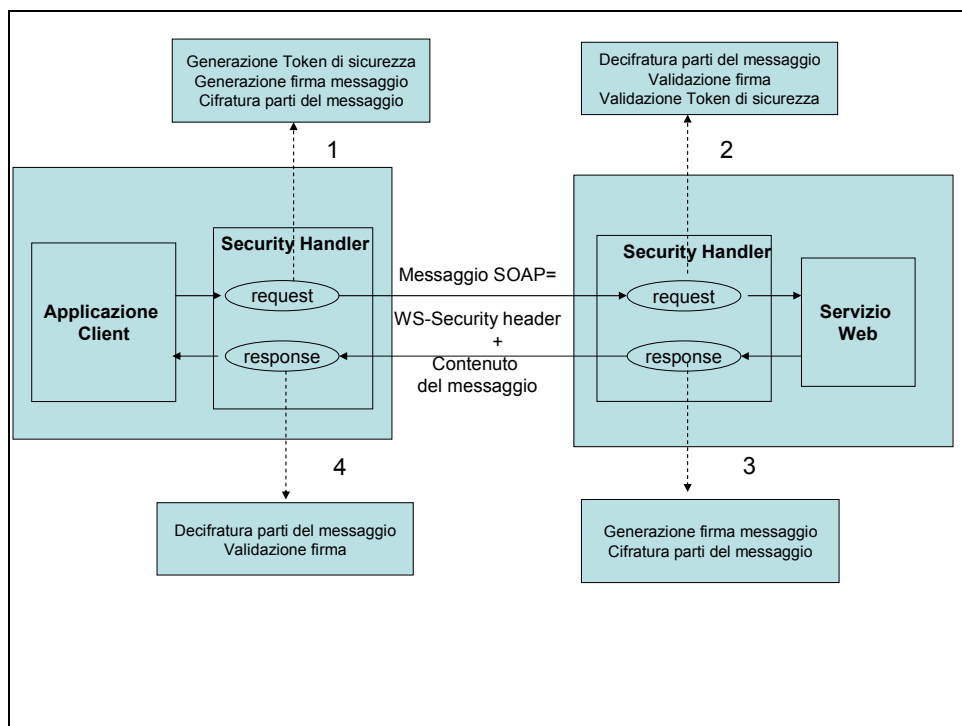 Generazione Token di sicurezza
Generazione firma messaggio
Cifratura parti del messaggio
Decifratura parti del messaggio
Validazione firma
Validazione Token di sicurezza
1
2
Security Handler
Security Handler
Messaggio SOAP=
request
request
Applicazione
Client
Servizio
Web
WS-Security header
+
Contenuto
del messaggio
response
response
4
3
Decifratura parti del messaggio
Validazione firma
Generazione firma messaggio
Cifratura parti del messaggio